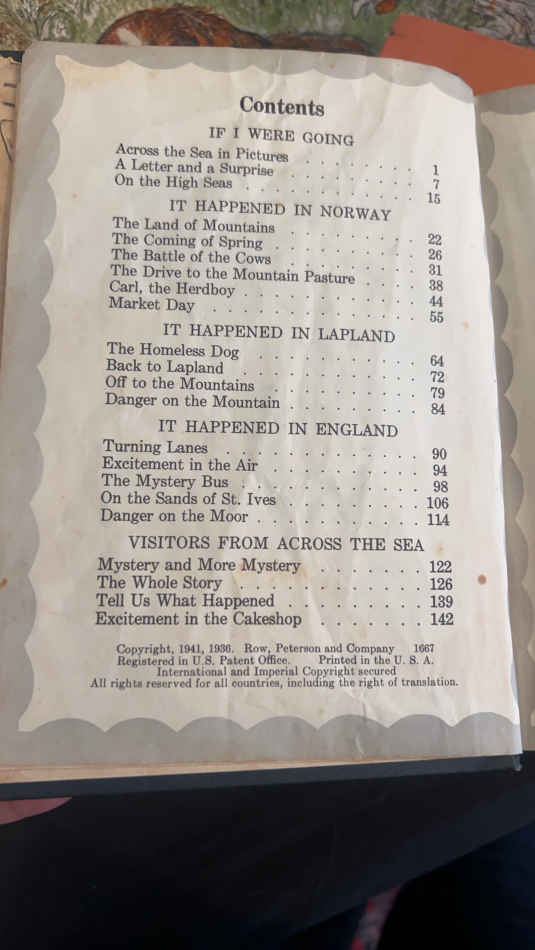 Contents
IF I WERE GOING
Across the Sea in Pictures . . . . . . . 1
A Letter and a Surprise . . . . . . . . 7
On the High Seas . . . . . . . . . . . 15
IT HAPPENED IN NORWAY
The Land of Mountains . . . . . . . . 22
The Coming of Spring . . . . . . . . . 26
The Battle of the Cows . . . . . . . . 31
The Drive to the Mountain Pasture . . . . 38
Carl, the Herdboy . . . . . . . . . . . 44
Market Day . . . . . . . . . . . . . 55
IT HAPPENED IN LAPLAND
The Homeless Dog . . . . . . . . . . 64
Back to Lapland . . . . . . . . . . . 72
Off to the Mountains . . . . . . . . 79
Danger on the Mountain . . . . . . . . 84
IT HAPPENED IN ENGLAND
Turning Lanes . . . . . . . . . . . . 90
Excitement in the Air . . . . . . . . . 94
The Mystery Bus . . . . . . . . . . . 98
On the Sands of St. Ives . . . . . . . . 106
Danger on the Moor . . . . . . . . . . 114
VISITORS FROM ACROSS THE SEA
Mystery and More Mystery . . . . . . . 122
The Whole Story . . . . . . . . . . . 126
Tell Us What Happened . . . . . . . . 139
Excitement in the Cakeshop . . . . . . . 142
Copyright, 1941, 1936. Row, Peterson and Company 1667
Registered in U.S. Patent Office. Printed in the U. S. A.
International and Imperial Copyright secured
All rights reserved for all countries, including the right of translation.